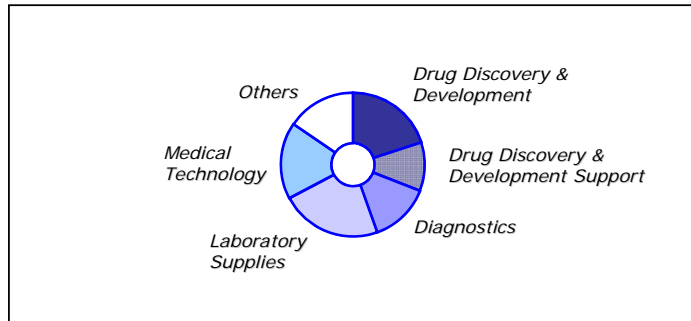 Drug Discovery &
Development
Others
Medical
Technology
Drug Discovery &
Development Support
Diagnostics
Laboratory
Supplies